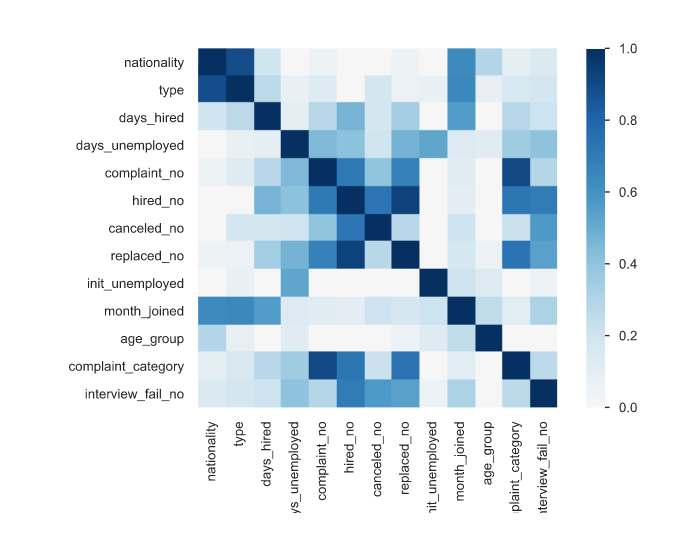 nationality
type
days_hired
days_unemployed
complaint_no
hired_no
canceled_no
replaced_no
init_unemployed
month_joined
age_group
complaint_category
interview_fail_no
1.0
0.8
0.6
0.4
0.2
0.0
nationality
type
days_hired
ys_unemployed
complaint_no
hired_no
canceled_no
replaced_no
nit_unemployed
month_joined
age_group
plaint_category
nterview_fail_no